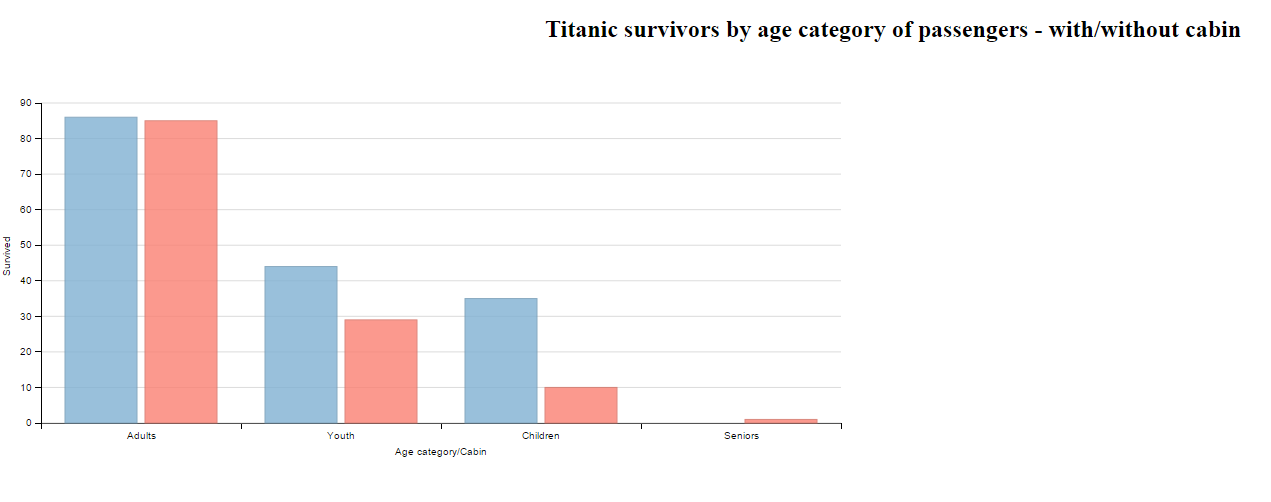 Titanic survivors by age category of passengers - with/without cabin
90
80
70
60
50
40
30
20
10
0
Survived
Adults Youth Children Seniors
Age category/Cabin